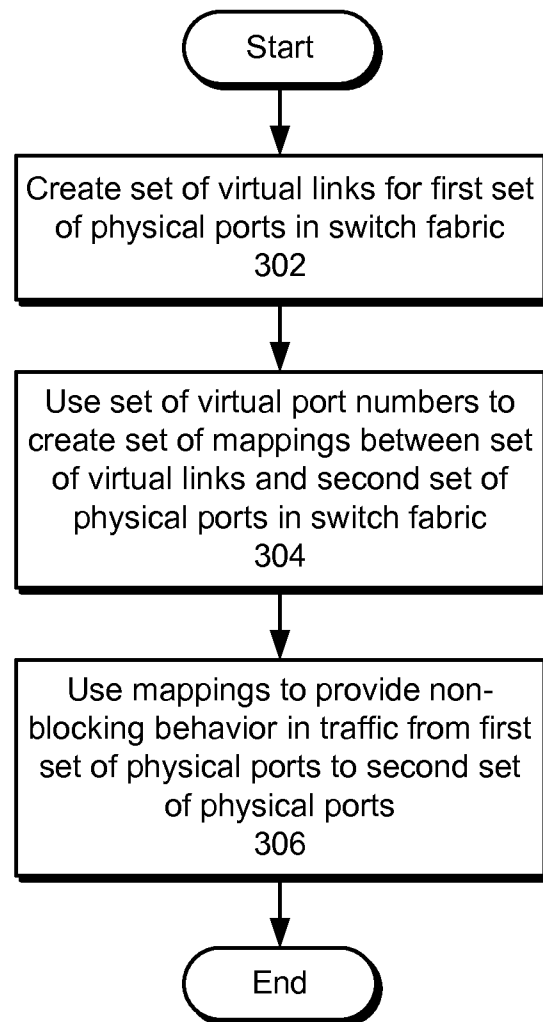 Start
Create set of virtual links for first set
of physical ports in switch fabric
302
Use set of virtual port numbers to
create set of mappings between set
of virtual links and second set of
physical ports in switch fabric
304
Use mappings to provide non-
blocking behavior in traffic from first
set of physical ports to second set
of physical ports
306
End